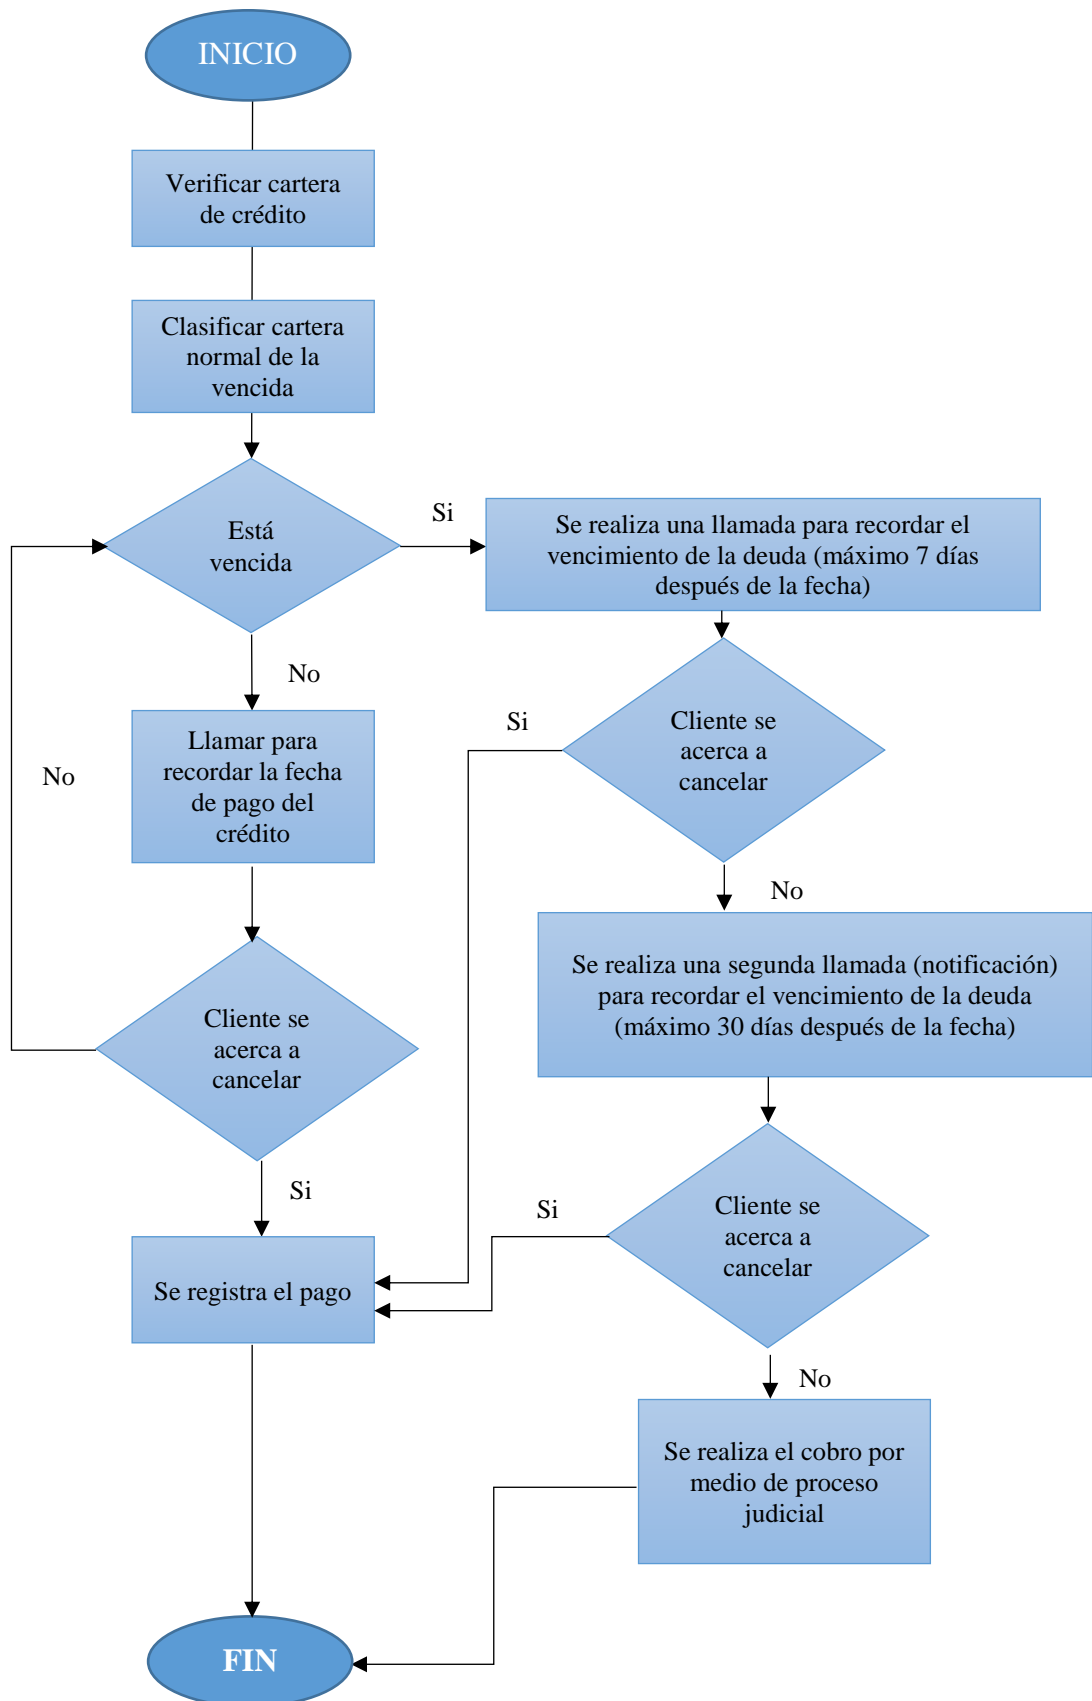 INICIO
Verificar cartera
de crédito
Clasificar cartera
normal de la
vencida
Está
vencida
Si
Se realiza una llamada para recordar el
vencimiento de la deuda (máximo 7 días
después de la fecha)
No
Llamar para
recordar la fecha
de pago del
crédito
No
Si
Cliente se
acerca a
cancelar
No
Se realiza una segunda llamada (notificación)
para recordar el vencimiento de la deuda
(máximo 30 días después de la fecha)
Cliente se
acerca a
cancelar
Si
Se registra el pago
Si
Cliente se
acerca a
cancelar
No
Se realiza el cobro por
medio de proceso
judicial
FIN